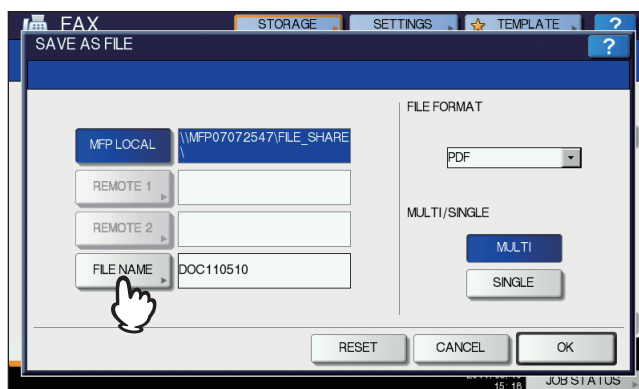 FAX STORAGE SETTINGS TEMPLATE ?
SAVE AS FILE ?
FILE FORMAT
MFP LOCAL \\MFP07072547\FILE_SHARE
\
PDF
REMOTE 1
MULTI/SINGLE
REMOTE 2
MULTI
FILE NAME DOC110510
SINGLE
RESET CANCEL OK
15:18 JOB STATUS